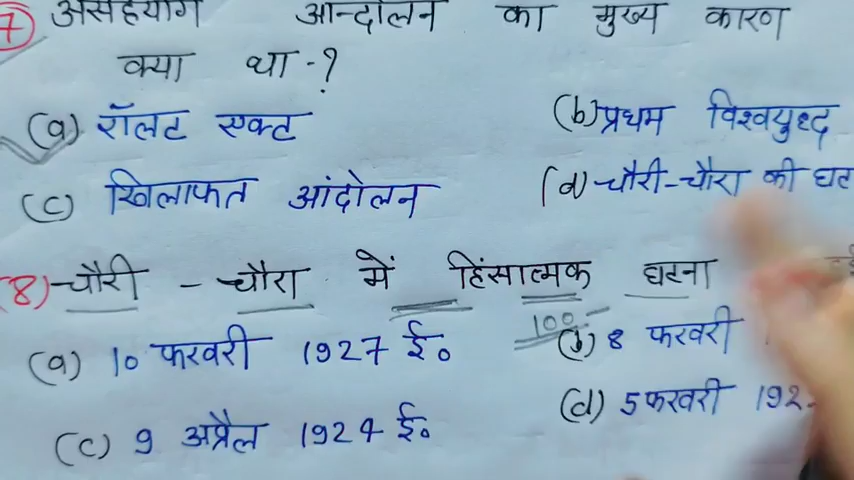 7 असहयोग आन्दोलन का मुख्य कारण
क्या था -?
(a) रॉलट एक्ट (b) प्रथम विश्वयुध्द
(c) खिलाफत आंदोलन (d) चौरी-चौरा की
(8) चौरी - चौरा में हिंसात्मक घटना
100
(a) 10 फरवरी 1927 ई० (b) 8 फरवरी
(c) 9 अप्रैल 1924 ई० (d) 5 फरवरी